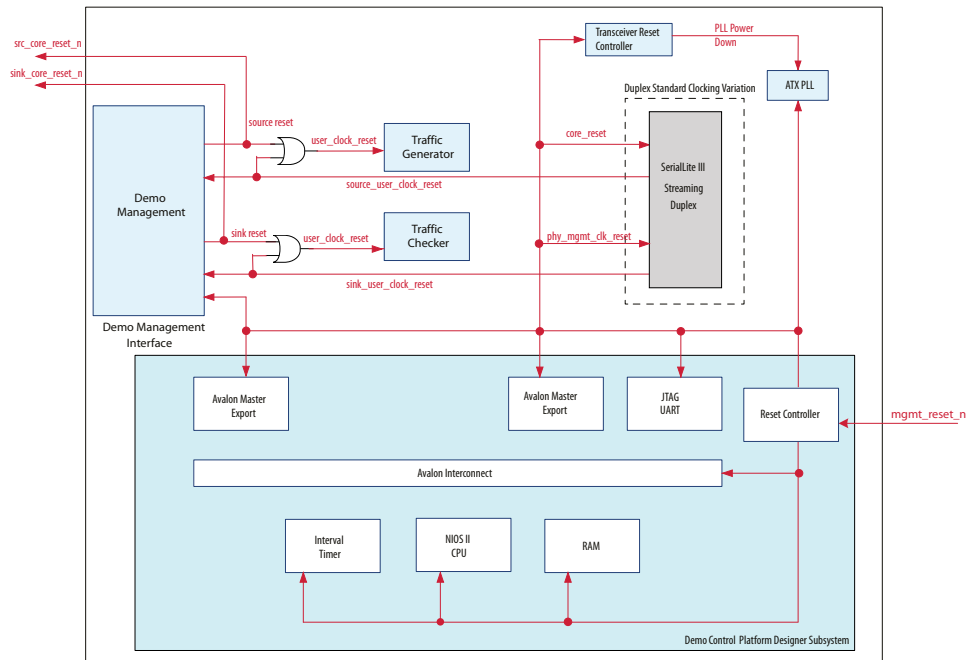 src_core_reset_n
sink_core_reset_n
Transceiver Reset
Controller
PLL Power
Down
ATX PLL
Duplex Standard Clocking Variation
source reset
user_clock_reset
Traffic
Generator
core_reset
SerialLite III
Streaming
Duplex
source_user_clock_reset
Demo
Management
sink reset
user_clock_reset
Traffic
Checker
phy_mgmt_clk_reset
sink_user_clock_reset
Demo Management
Interface
Avalon Master
Export
Avalon Master
Export
JTAG
UART
Reset Controller
mgmt_reset_n
Avalon Interconnect
Interval
Timer
NIOS II
CPU
RAM
Demo Control Platform Designer Subsystem